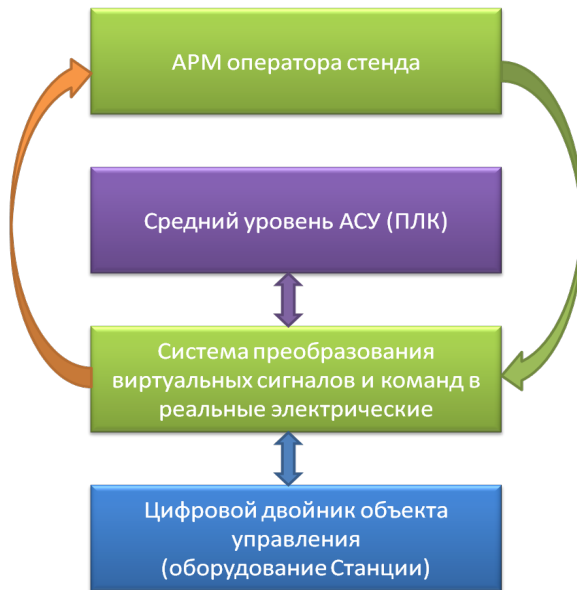 АРМ оператора стенда
Средний уровень АСУ (ПЛК)
Система преобразования
виртуальных сигналов и команд в
реальные электрические
Цифровой двойник объекта
управления
(оборудование Станции)